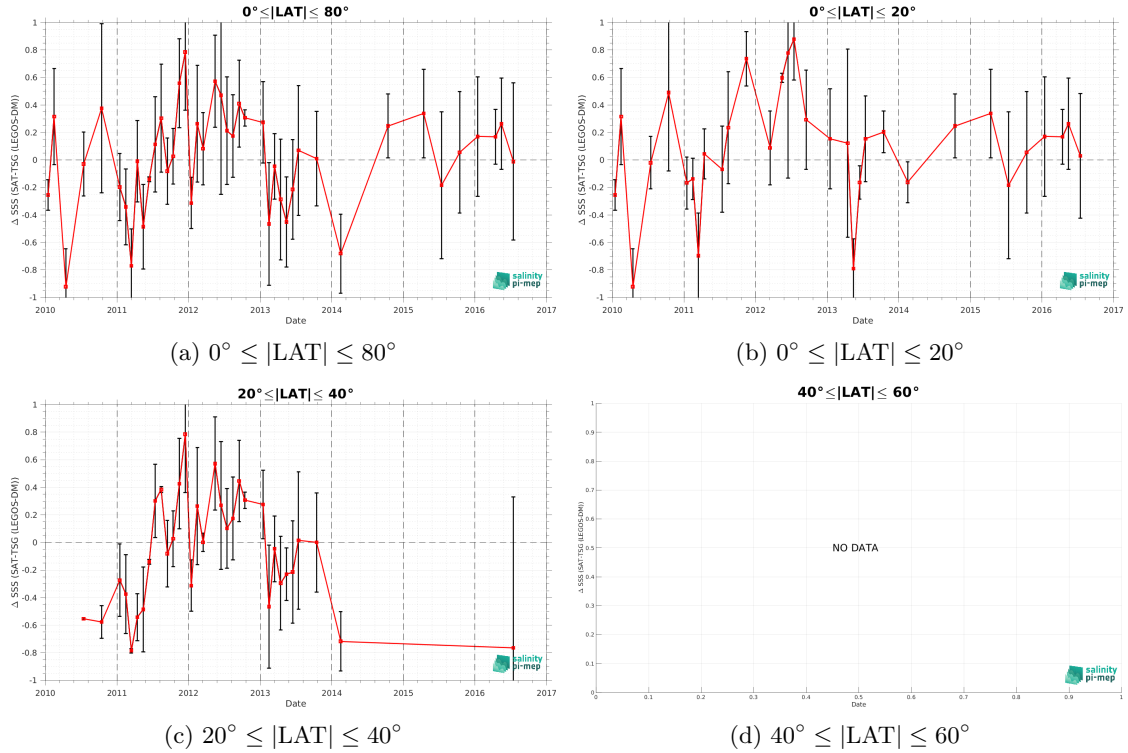 0°≤|LAT|≤ 80°
1
0.8
0.6
0.4
0.2
0
-0.2
-0.4
-0.6
-0.8
-1
Δ SSS (SAT-TSG (LEGOS-DM))
2010 2011 2012 2013 2014 2015 2016 2017
Date
salinity
pi-mep
(a) 0° ≤ |LAT| ≤ 80°
0°≤|LAT|≤ 20°
1
0.8
0.6
0.4
0.2
0
-0.2
-0.4
-0.6
-0.8
-1
Δ SSS (SAT-TSG (LEGOS-DM))
2010 2011 2012 2013 2014 2015 2016 2017
Date
salinity
pi-mep
(b) 0° ≤ |LAT| ≤ 20°
20°≤|LAT|≤ 40°
1
0.8
0.6
0.4
0.2
0
-0.2
-0.4
-0.6
-0.8
-1
Δ SSS (SAT-TSG (LEGOS-DM))
2010 2011 2012 2013 2014 2015 2016 2017
Date
salinity
pi-mep
(c) 20° ≤ |LAT| ≤ 40°
40°≤|LAT|≤ 60°
1
0.9
0.8
0.7
0.6
0.5
0.4
0.3
0.2
0.1
0
Δ SSS (SAT-TSG (LEGOS-DM))
NO DATA
0 0.1 0.2 0.3 0.4 0.5 0.6 0.7 0.8 0.9 1
Date
salinity
pi-mep
(d) 40° ≤ |LAT| ≤ 60°